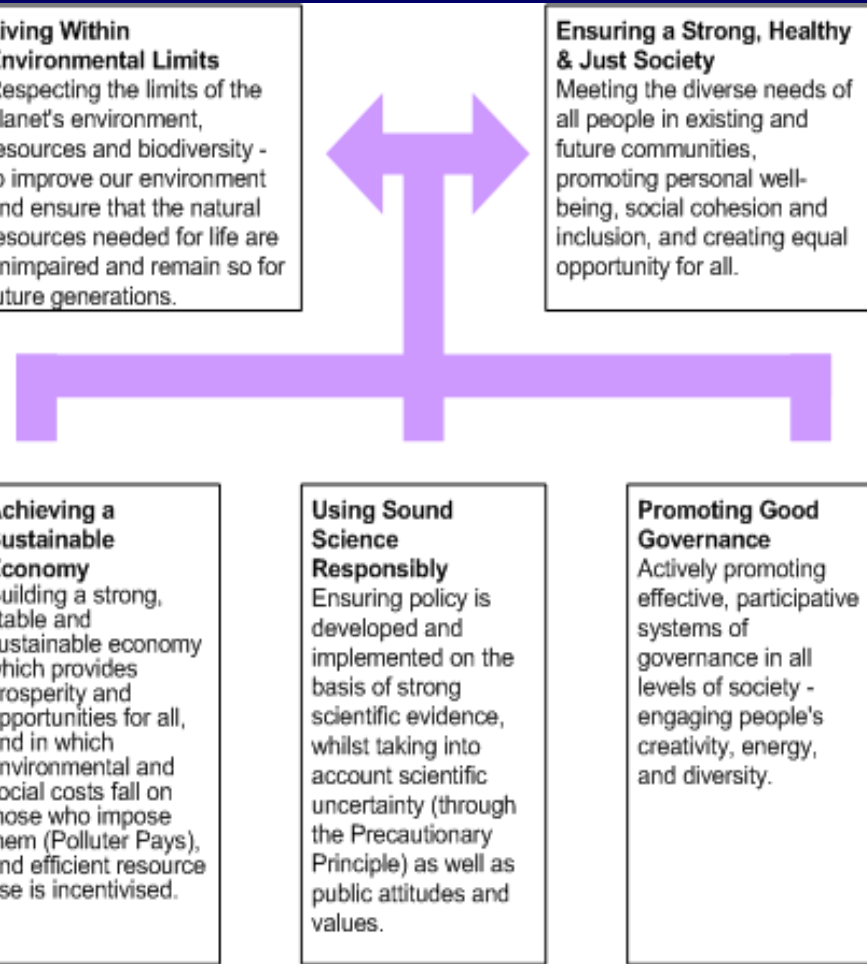 iving Within
nvironmental Limits
especting the limits of the
lanet's environment,
esources and biodiversity -
o improve our environment
nd ensure that the natural
esources needed for life are
nimpaired and remain so for
uture generations.
Ensuring a Strong, Healthy
& Just Society
Meeting the diverse needs of
all people in existing and
future communities,
promoting personal well-
being, social cohesion and
inclusion, and creating equal
opportunity for all.
chieving a
ustainable
conomy
uilding a strong,
table and
ustainable economy
hich provides
rosperity and
pportunities for all,
nd in which
nvironmental and
ocial costs fall on
hose who impose
hem (Polluter Pays),
nd efficient resource
se is incentivised.
Using Sound
Science
Responsibly
Ensuring policy is
developed and
implemented on the
basis of strong
scientific evidence,
whilst taking into
account scientific
uncertainty (through
the Precautionary
Principle) as well as
public attitudes and
values.
Promoting Good
Governance
Actively promoting
effective, participative
systems of
governance in all
levels of society -
engaging people's
creativity, energy,
and diversity.